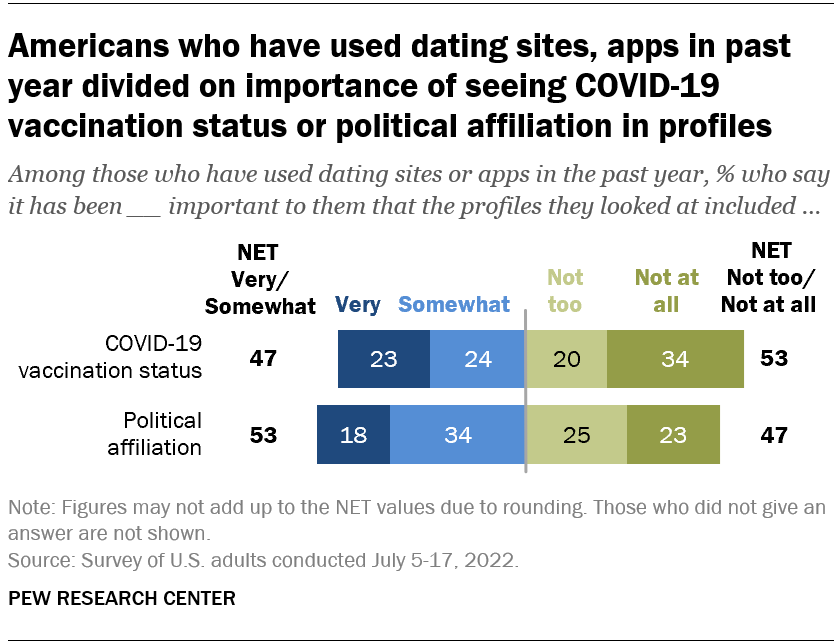 Americans who have used dating sites, apps in past
year divided on importance of seeing COVID-19
vaccination status or political affiliation in profiles
Among those who have used dating sites or apps in the past year, % who say
it has been __ important to them that the profiles they looked at included ...
NET
Very/
Somewhat
Very
Somewhat
Not
too
Not at
all
NET
Not too/
Not at all
COVID-19
vaccination status
47
23
24
20
34
53
Political
affiliation
53
18
34
25
23
47
Note: Figures may not add up to the NET values due to rounding. Those who did not give an
answer are not shown.
Source: Survey of U.S. adults conducted July 5-17, 2022.
PEW RESEARCH CENTER